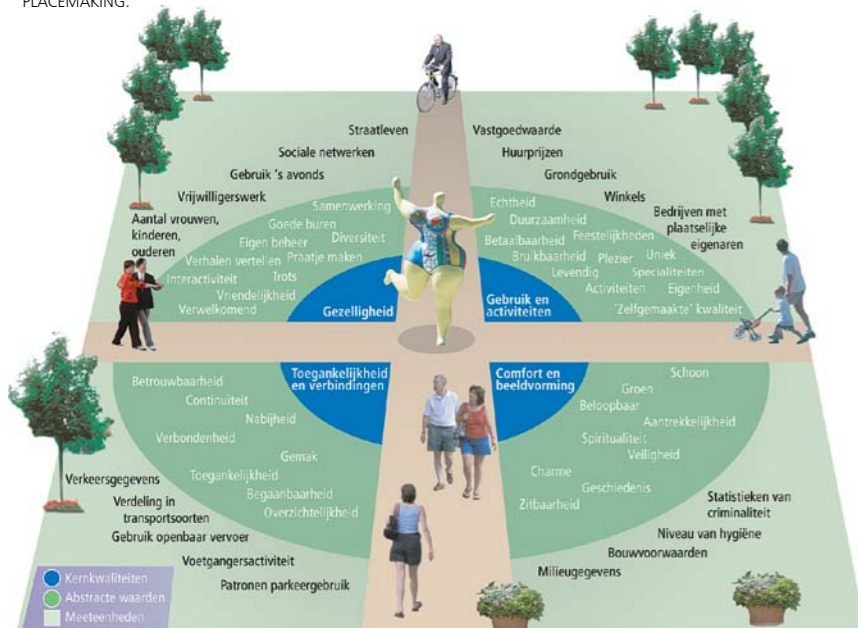 PLACEMAKING.
Straatleven
Sociale netwerken
Gebruik 's avonds
Vrijwilligerswerk
Aantal vrouwen,
kinderen,
ouderen
Vastgoedwaarde
Huurprijzen
Grondgebruik
Winkels
Bedrijven met
plaatselijke
eigenaren
Samenwerking
Goede buren
Diversiteit
Eigen beheer
Verhalen vertellen
Praatje maken
Interactiviteit
Trots
Vriendelijkheid
Verwelkomend
Gezelligheid
Echtheid
Duurzaamheid
Betaalbaarheid
Feestelijkheden
Bruikbaarheid
Plezier
Uniek
Levendig
Specialiteiten
Activiteiten
Eigenheid
'Zelfgemaakte' kwaliteit
Gebruik en
activiteiten
Toegankelijkheid
en verbindingen
Betrouwbaarheid
Continuïteit
Nabijheid
Verbondenheid
Gemak
Toegankelijkheid
Begaanbaarheid
Overzichtelijkheid
Verkeersgegevens
Verdeling in
transportsoorten
Gebruik openbaar vervoer
Voetgangersactiviteit
Patronen parkeergebruik
Comfort en
beeldvorming
Schoon
Groen
Beloopbaar
Aantrekkelijkheid
Spiritualiteit
Veiligheid
Charme
Geschiedenis
Zitbaarheid
Statistieken van
criminaliteit
Niveau van hygiëne
Bouwvoorwaarden
Milieugegevens
Kernkwaliteiten
Abstracte waarden
Meeteenheden